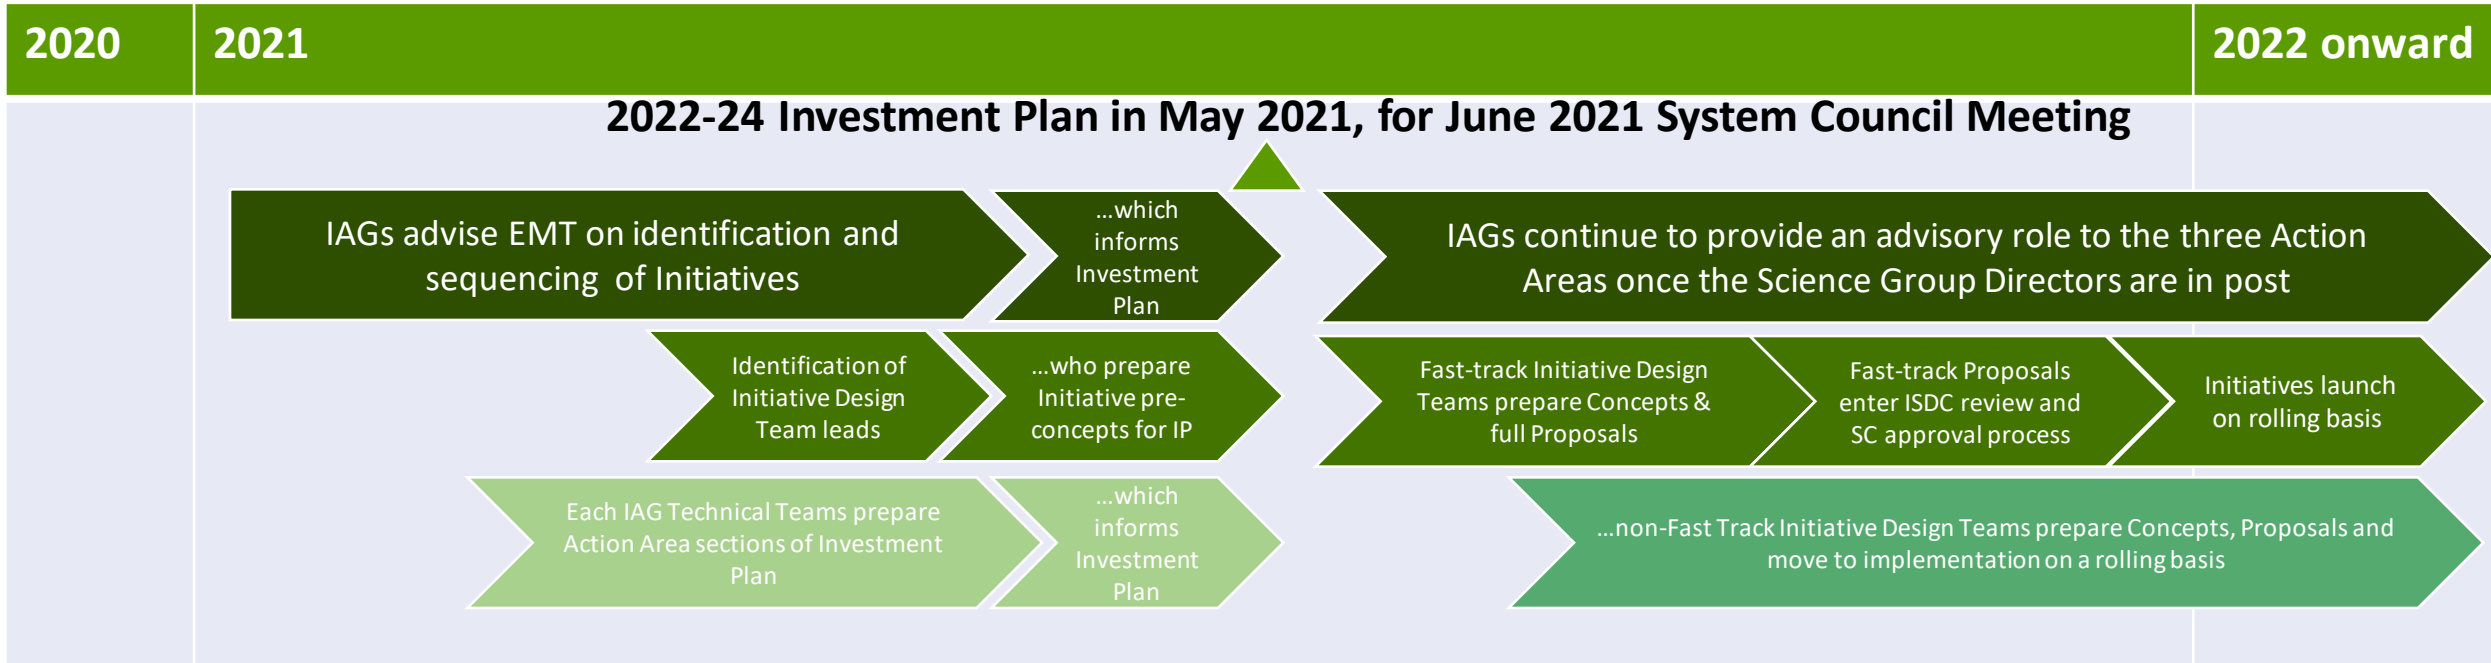 2020
2021
2022 onward
2022-24 Investment Plan in May 2021, for June 2021 System Council Meeting
IAGs advise EMT on identification and
sequencing of Initiatives
...which
informs
Investment
Plan
IAGs continue to provide an advisory role to the three Action
Areas once the Science Group Directors are in post
Identification of
Initiative Design
Team leads
...who prepare
Initiative pre-
concepts for IP
Fast-track Initiative Design
Teams prepare Concepts &
full Proposals
Fast-track Proposals
enter ISDC review and
SC approval process
Initiatives launch
on rolling basis
Each IAG Technical Teams prepare
Action Area sections of Investment
Plan
...which
informs
Investment
Plan
...non-Fast Track Initiative Design Teams prepare Concepts, Proposals and
move to implementation on a rolling basis